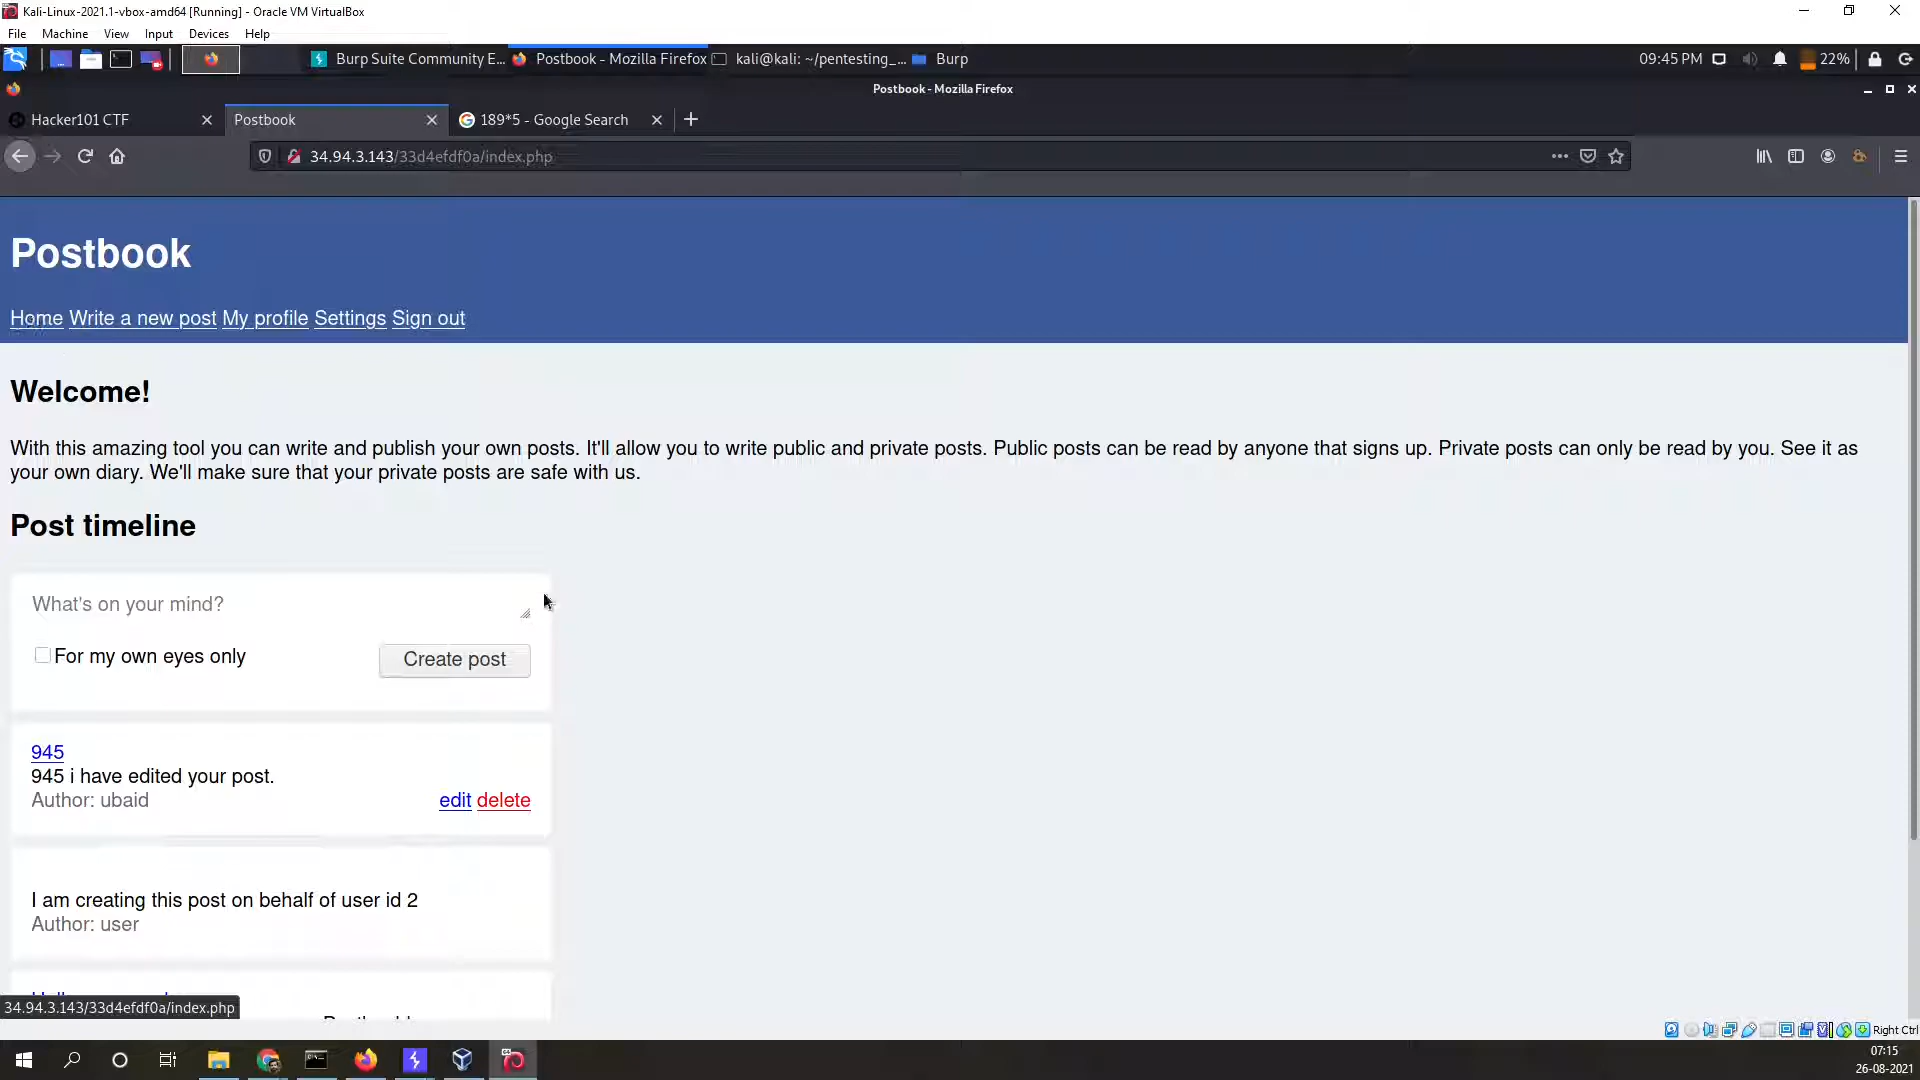 Kali-Linux-2021.1-vbox-amd64 [Running] - Oracle VM VirtualBox
File Machine View Input Devices Help
Burp Suite Community E... Postbook - Mozilla Firefox kali@kali: ~/pentesting_... Burp 09:45 PM 22%
Postbook - Mozilla Firefox
Hacker101 CTF Postbook 189*5 - Google Search
34.94.3.143/33d4efdf0a/index.php
Postbook
Home Write a new post My profile Settings Sign out
Welcome!
With this amazing tool you can write and publish your own posts. It'll allow you to write public and private posts. Public posts can be read by anyone that signs up. Private posts can only be read by you. See it as
your own diary. We'll make sure that your private posts are safe with us.
Post timeline
What's on your mind?
For my own eyes only Create post
945
945 i have edited your post.
Author: ubaid edit delete
I am creating this post on behalf of user id 2
Author: user
34.94.3.143/33d4efdf0a/index.php
Right Ctrl
07:15
26-08-2021